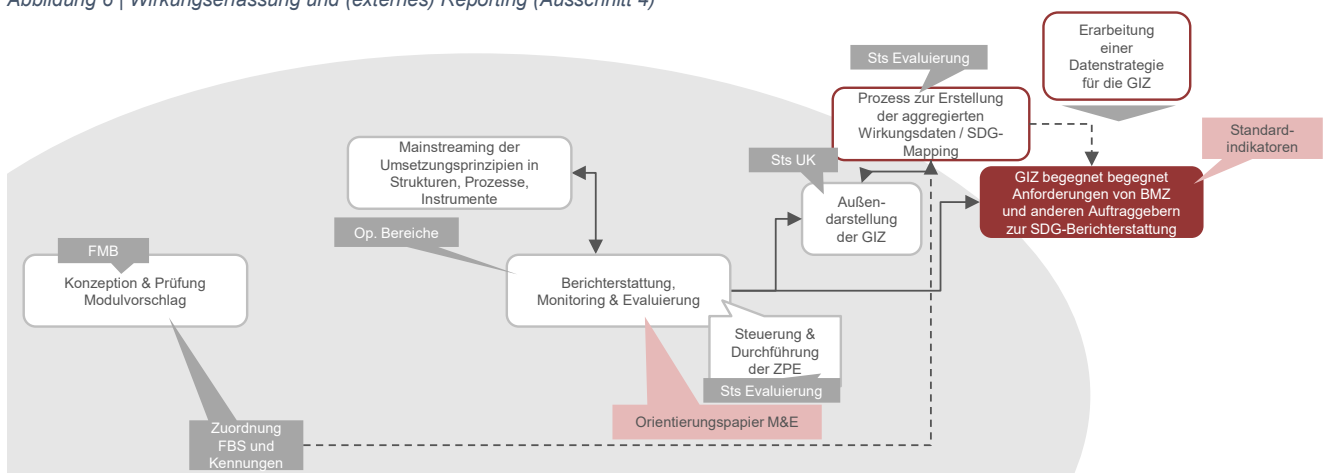 Abbildung 6 | Wirkungserfassung und (externes) Reporting (Ausschnitt 4)
Erarbeitung
einer
Datenstrategie
für die GIZ
Sts Evaluierung
Prozess zur Erstellung
der aggregierten
Wirkungsdaten / SDG-
Mapping
Standard-
indikatoren
Mainstreaming der
Umsetzungsprinzipien in
Strukturen, Prozesse,
Instrumente
Sts UK
Außen-
darstellung
der GIZ
GIZ begegnet begegnet
Anforderungen von BMZ
und anderen Auftraggebern
zur SDG-Berichterstattung
Op. Bereiche
FMB
Konzeption & Prüfung
Modulvorschlag
Berichterstattung,
Monitoring & Evaluierung
Steuerung &
Durchführung
der ZPE
Sts Evaluierung
Orientierungspapier M&E
Zuordnung
FBS und
Kennungen